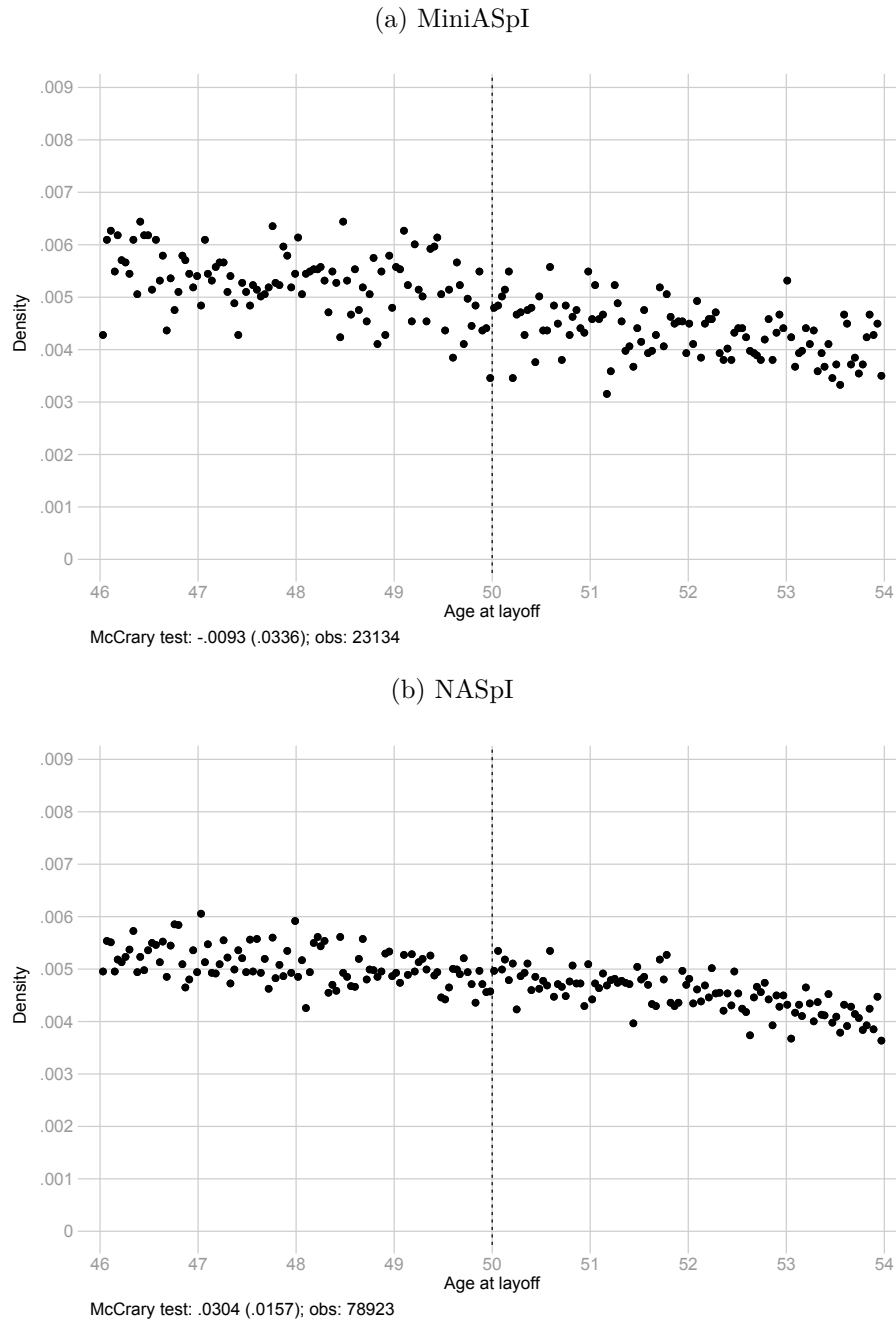 (a) MiniASpI
.009
.008
.007
.006
.005
.004
.003
.002
.001
0
Density
46 47 48 49 50 51 52 53 54
Age at layoff
McCrary test: -.0093 (.0336); obs: 23134
(b) NASpI
.009
.008
.007
.006
.005
.004
.003
.002
.001
0
Density
46 47 48 49 50 51 52 53 54
Age at layoff
McCrary test: .0304 (.0157); obs: 78923